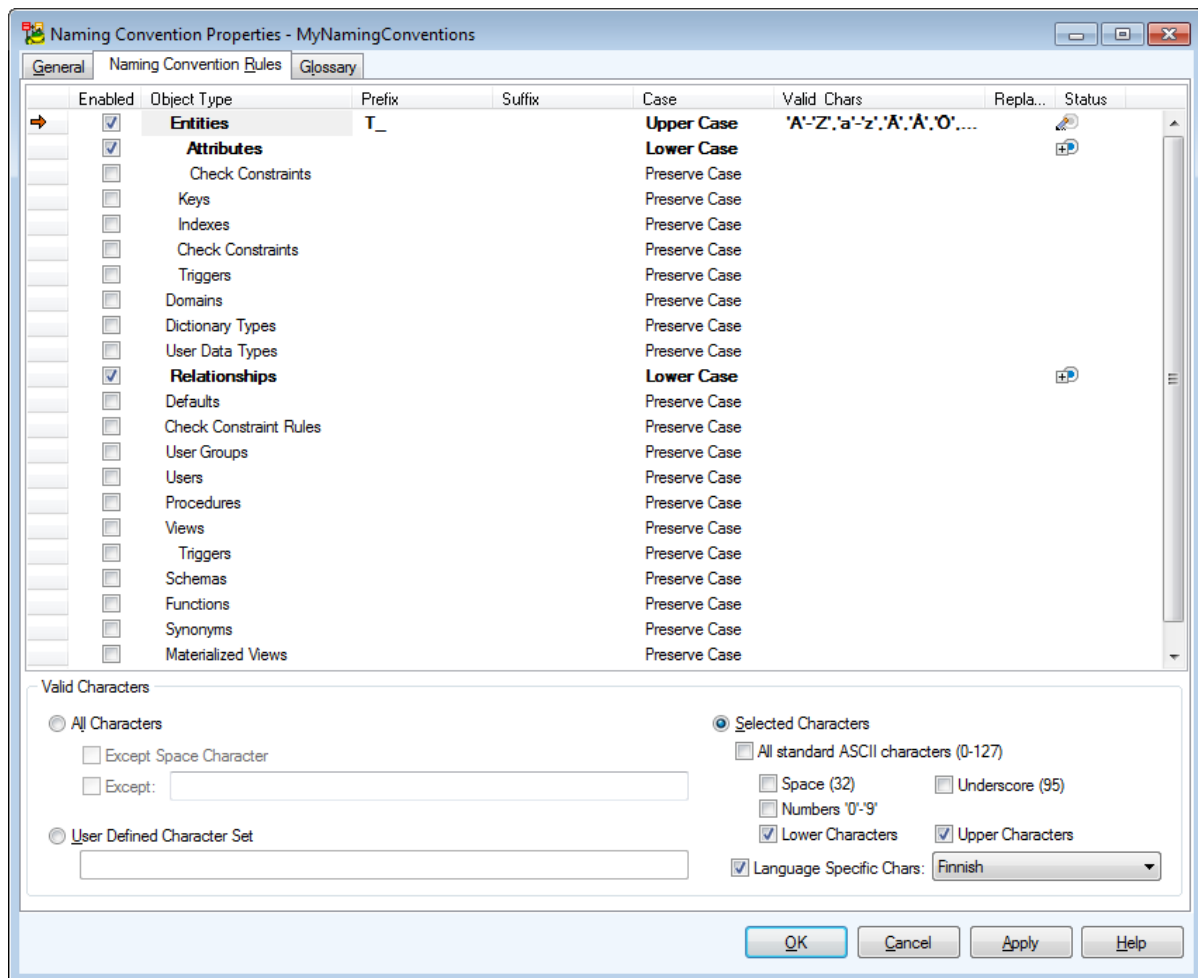 Naming Convention Properties - MyNamingConventions
General Naming Convention Rules Glossary
Enabled Object Type Prefix Suffix Case Valid Chars Repla... Status
Entities T_ Upper Case 'A'-'Z','a'-'z','Ä','Å','Ö',...
Attributes Lower Case
Check Constraints Preserve Case
Keys Preserve Case
Indexes Preserve Case
Check Constraints Preserve Case
Triggers Preserve Case
Domains Preserve Case
Dictionary Types Preserve Case
User Data Types Preserve Case
Relationships Lower Case
Defaults Preserve Case
Check Constraint Rules Preserve Case
User Groups Preserve Case
Users Preserve Case
Procedures Preserve Case
Views Preserve Case
Triggers Preserve Case
Schemas Preserve Case
Functions Preserve Case
Synonyms Preserve Case
Materialized Views Preserve Case
Valid Characters
All Characters
Except Space Character
Except:
User Defined Character Set
Selected Characters
All standard ASCII characters (0-127)
Space (32) Underscore (95)
Numbers '0'-'9'
Lower Characters Upper Characters
Language Specific Chars: Finnish
OK Cancel Apply Help